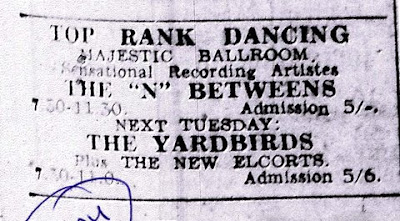 TOP RANK DANCING
MAJESTIC BALLROOM,
Sensational Recording Artistes
THE "N" BETWEENS
7.30-11.30. Admission 5/-.
NEXT TUESDAY:
THE YARDBIRDS
Plus THE NEW ELCORTS.
7.30-11.0. Admission 5/6.